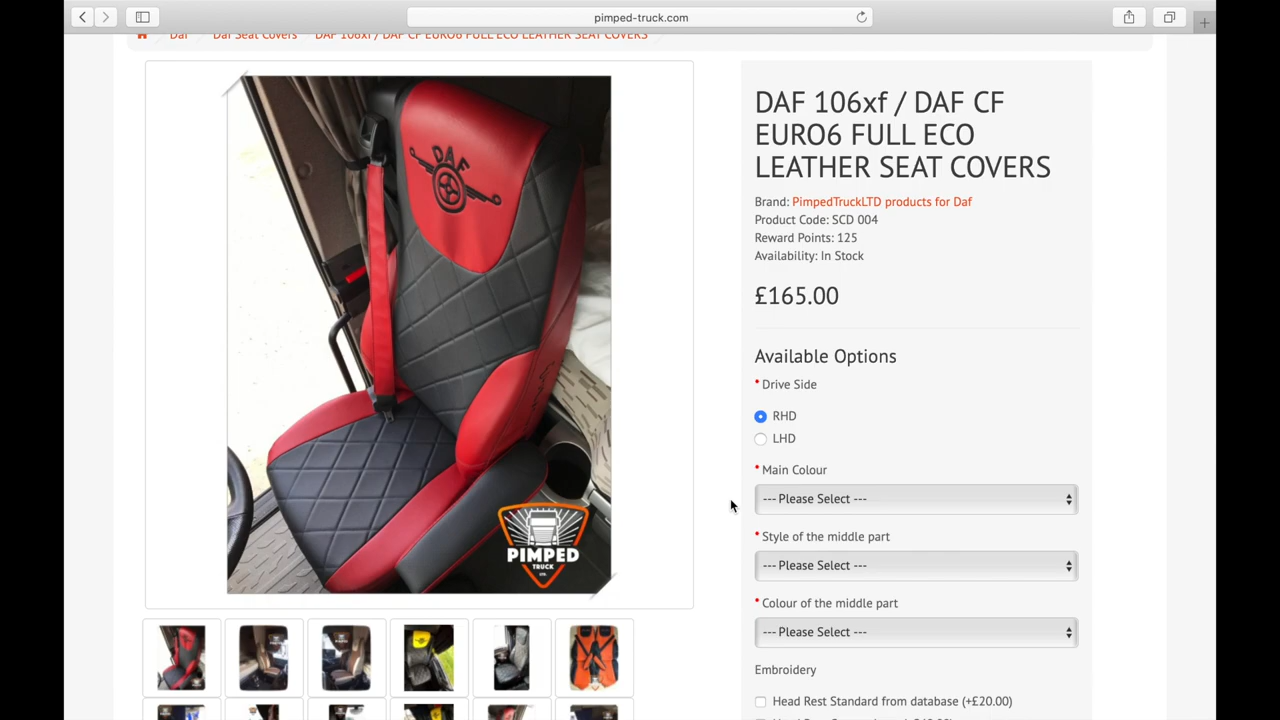 pimped-truck.com
Daf
Daf Seat Covers
DAF 106xf / DAF CF EURO6 FULL ECO LEATHER SEAT COVERS
DAF
PIMPED
TRUCK
LTD.
DAF 106xf / DAF CF
EURO6 FULL ECO
LEATHER SEAT COVERS
Brand: PimpedTruckLTD products for Daf
Product Code: SCD 004
Reward Points: 125
Availability: In Stock
£165.00
Available Options
* Drive Side
RHD
LHD
* Main Colour
--- Please Select ---
* Style of the middle part
--- Please Select ---
* Colour of the middle part
--- Please Select ---
Embroidery
Head Rest Standard from database (+£20.00)